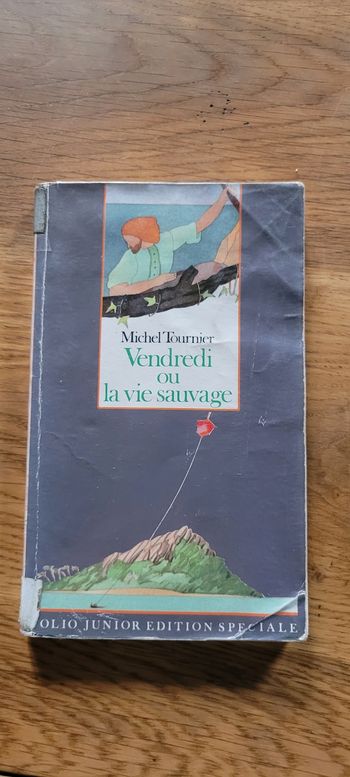 Michel Tournier
Vendredi
ou
la vie sauvage
OLIO JUNIOR EDITION SPECIALE